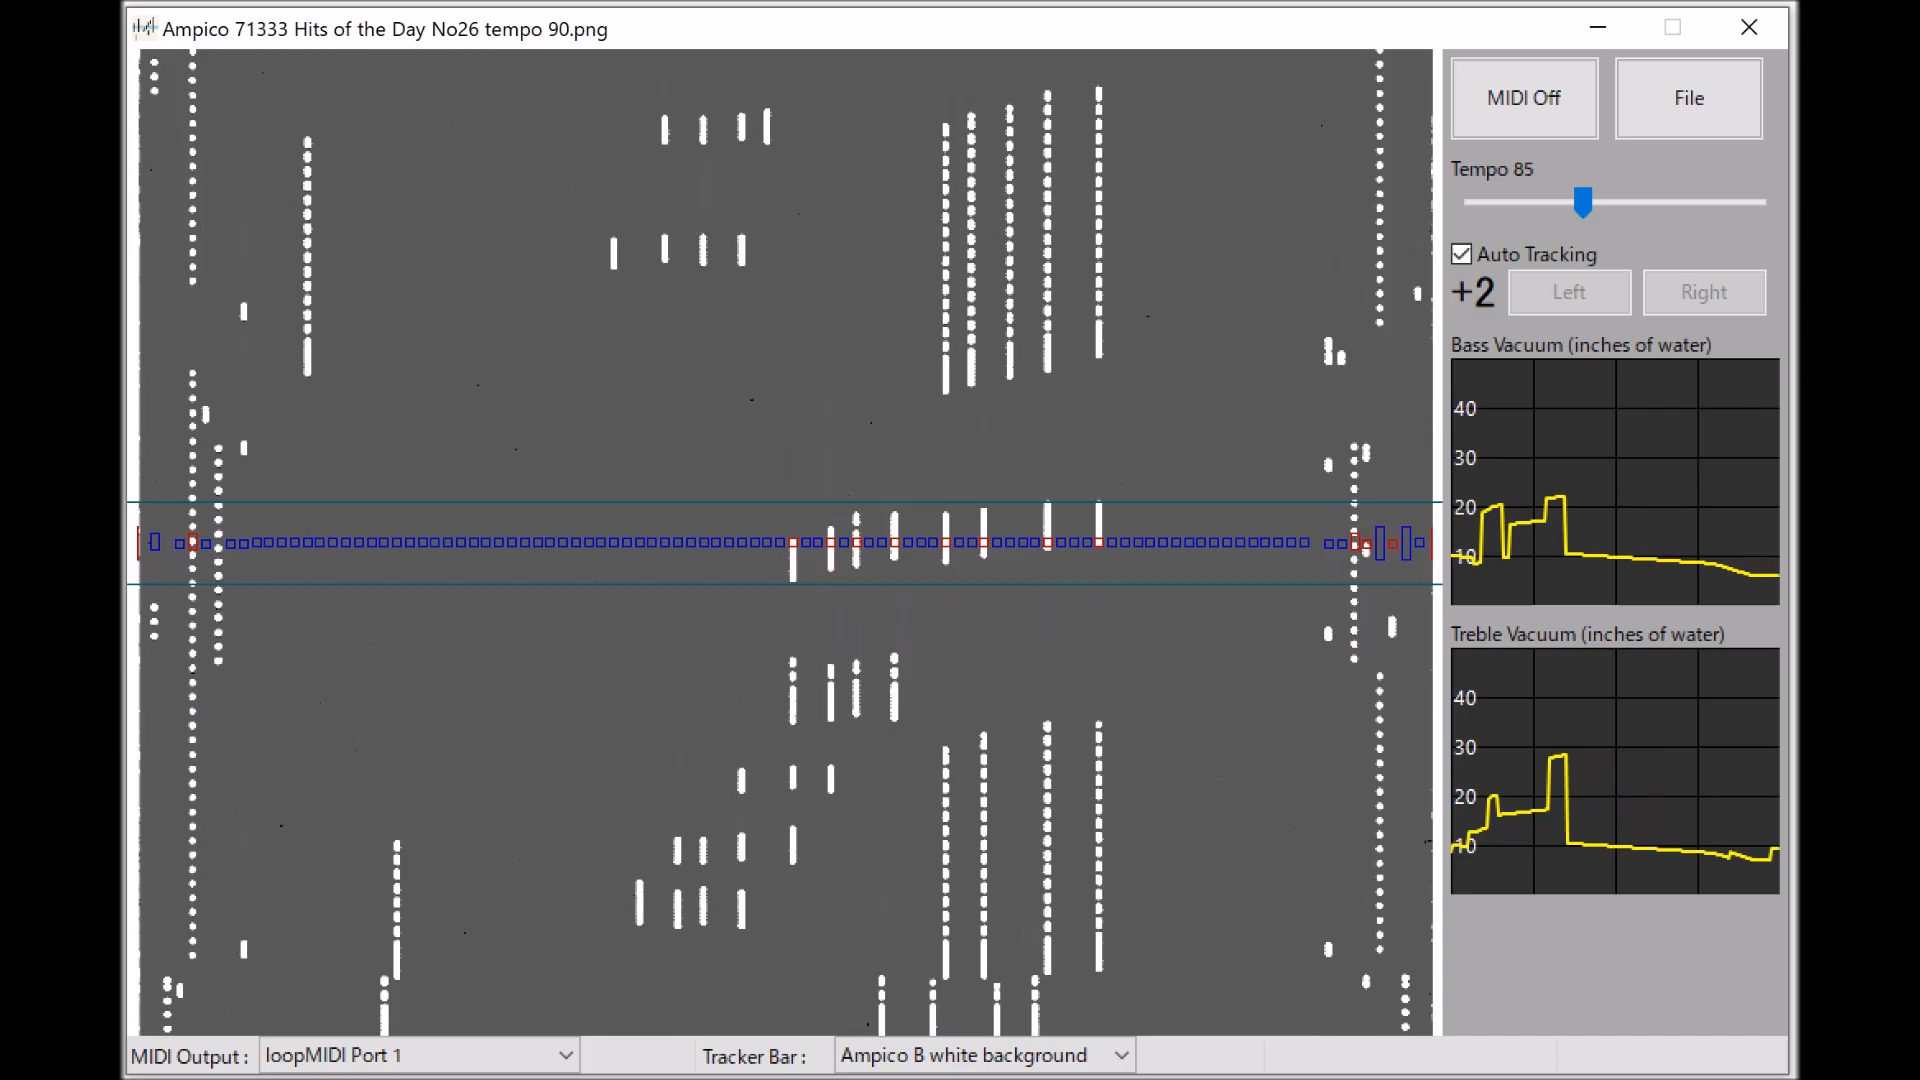 Ampico 71333 Hits of the Day No26 tempo 90.png
MIDI Off
File
Tempo 85
Auto Tracking
+2
Left
Right
Bass Vacuum (inches of water)
40
30
20
10
Treble Vacuum (inches of water)
40
30
20
10
MIDI Output :
loopMIDI Port 1
Tracker Bar :
Ampico B white background